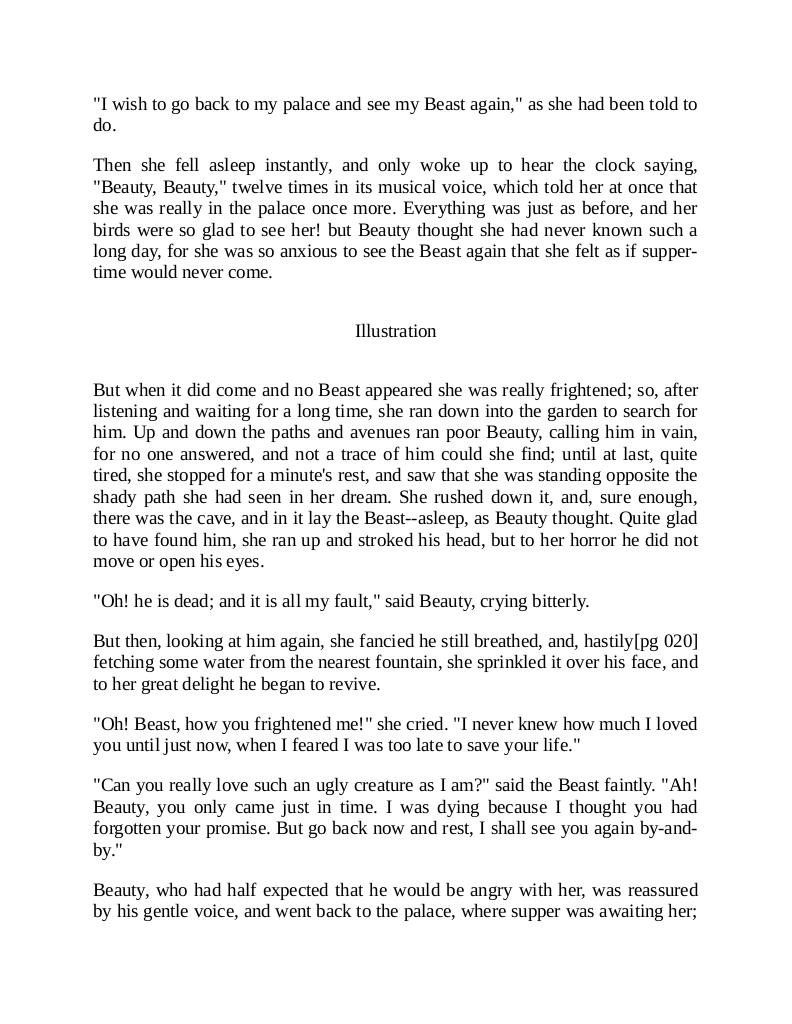 "I wish to go back to my palace and see my Beast again," as she had been told to
do.
Then she fell asleep instantly, and only woke up to hear the clock saying,
"Beauty, Beauty," twelve times in its musical voice, which told her at once that
she was really in the palace once more. Everything was just as before, and her
birds were so glad to see her! but Beauty thought she had never known such a
long day, for she was so anxious to see the Beast again that she felt as if supper-
time would never come.
Illustration
But when it did come and no Beast appeared she was really frightened; so, after
listening and waiting for a long time, she ran down into the garden to search for
him. Up and down the paths and avenues ran poor Beauty, calling him in vain,
for no one answered, and not a trace of him could she find; until at last, quite
tired, she stopped for a minute's rest, and saw that she was standing opposite the
shady path she had seen in her dream. She rushed down it, and, sure enough,
there was the cave, and in it lay the Beast--asleep, as Beauty thought. Quite glad
to have found him, she ran up and stroked his head, but to her horror he did not
move or open his eyes.
"Oh! he is dead; and it is all my fault," said Beauty, crying bitterly.
But then, looking at him again, she fancied he still breathed, and, hastily[pg 020]
fetching some water from the nearest fountain, she sprinkled it over his face, and
to her great delight he began to revive.
"Oh! Beast, how you frightened me!" she cried. "I never knew how much I loved
you until just now, when I feared I was too late to save your life."
"Can you really love such an ugly creature as I am?" said the Beast faintly. "Ah!
Beauty, you only came just in time. I was dying because I thought you had
forgotten your promise. But go back now and rest, I shall see you again by-and-
by."
Beauty, who had half expected that he would be angry with her, was reassured
by his gentle voice, and went back to the palace, where supper was awaiting her;